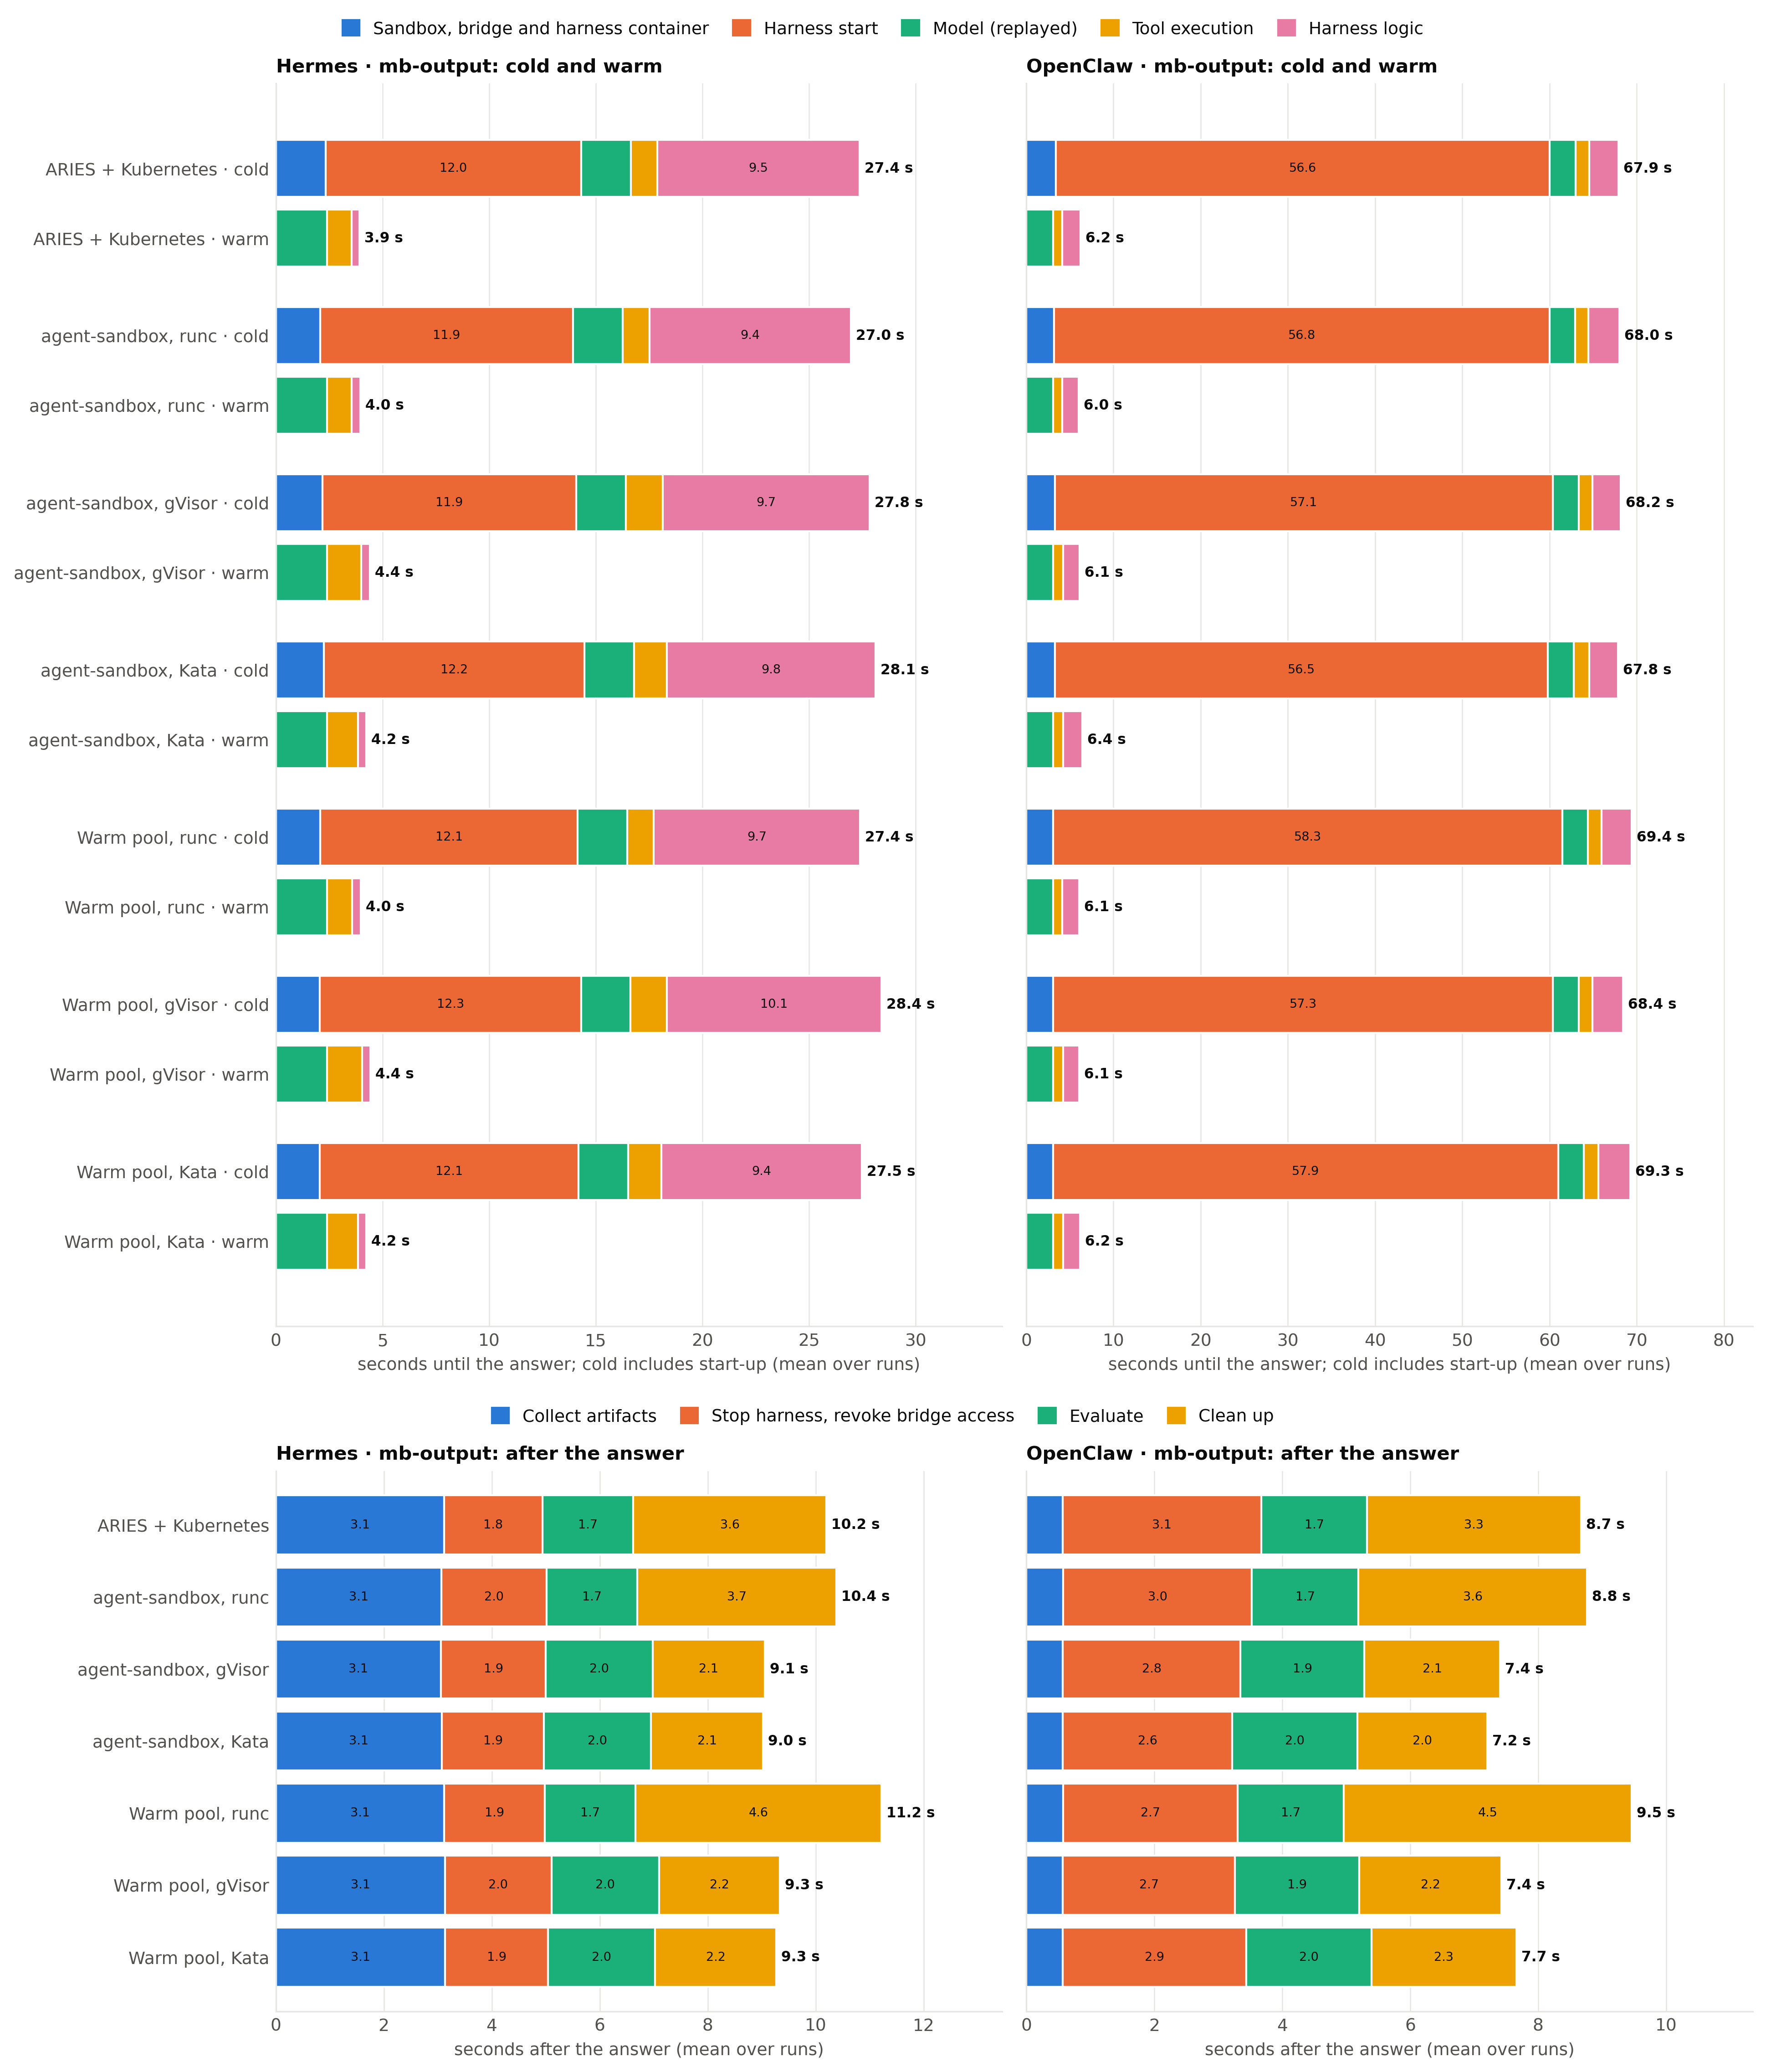 Sandbox, bridge and harness container  Harness start  Model (replayed)  Tool execution  Harness logic
Hermes · mb-output: cold and warm
ARIES + Kubernetes · cold  12.0  9.5  27.4 s
ARIES + Kubernetes · warm  3.9 s
agent-sandbox, runc · cold  11.9  9.4  27.0 s
agent-sandbox, runc · warm  4.0 s
agent-sandbox, gVisor · cold  11.9  9.7  27.8 s
agent-sandbox, gVisor · warm  4.4 s
agent-sandbox, Kata · cold  12.2  9.8  28.1 s
agent-sandbox, Kata · warm  4.2 s
Warm pool, runc · cold  12.1  9.7  27.4 s
Warm pool, runc · warm  4.0 s
Warm pool, gVisor · cold  12.3  10.1  28.4 s
Warm pool, gVisor · warm  4.4 s
Warm pool, Kata · cold  12.1  9.4  27.5 s
Warm pool, Kata · warm  4.2 s
0  5  10  15  20  25  30
seconds until the answer; cold includes start-up (mean over runs)
OpenClaw · mb-output: cold and warm
56.6  67.9 s
6.2 s
56.8  68.0 s
6.0 s
57.1  68.2 s
6.1 s
56.5  67.8 s
6.4 s
58.3  69.4 s
6.1 s
57.3  68.4 s
6.1 s
57.9  69.3 s
6.2 s
0  10  20  30  40  50  60  70  80
seconds until the answer; cold includes start-up (mean over runs)
Collect artifacts  Stop harness, revoke bridge access  Evaluate  Clean up
Hermes · mb-output: after the answer
ARIES + Kubernetes  3.1  1.8  1.7  3.6  10.2 s
agent-sandbox, runc  3.1  2.0  1.7  3.7  10.4 s
agent-sandbox, gVisor  3.1  1.9  2.0  2.1  9.1 s
agent-sandbox, Kata  3.1  1.9  2.0  2.1  9.0 s
Warm pool, runc  3.1  1.9  1.7  4.6  11.2 s
Warm pool, gVisor  3.1  2.0  2.0  2.2  9.3 s
Warm pool, Kata  3.1  1.9  2.0  2.2  9.3 s
0  2  4  6  8  10  12
seconds after the answer (mean over runs)
OpenClaw · mb-output: after the answer
3.1  1.7  3.3  8.7 s
3.0  1.7  3.6  8.8 s
2.8  1.9  2.1  7.4 s
2.6  2.0  2.0  7.2 s
2.7  1.7  4.5  9.5 s
2.7  1.9  2.2  7.4 s
2.9  2.0  2.3  7.7 s
0  2  4  6  8  10
seconds after the answer (mean over runs)